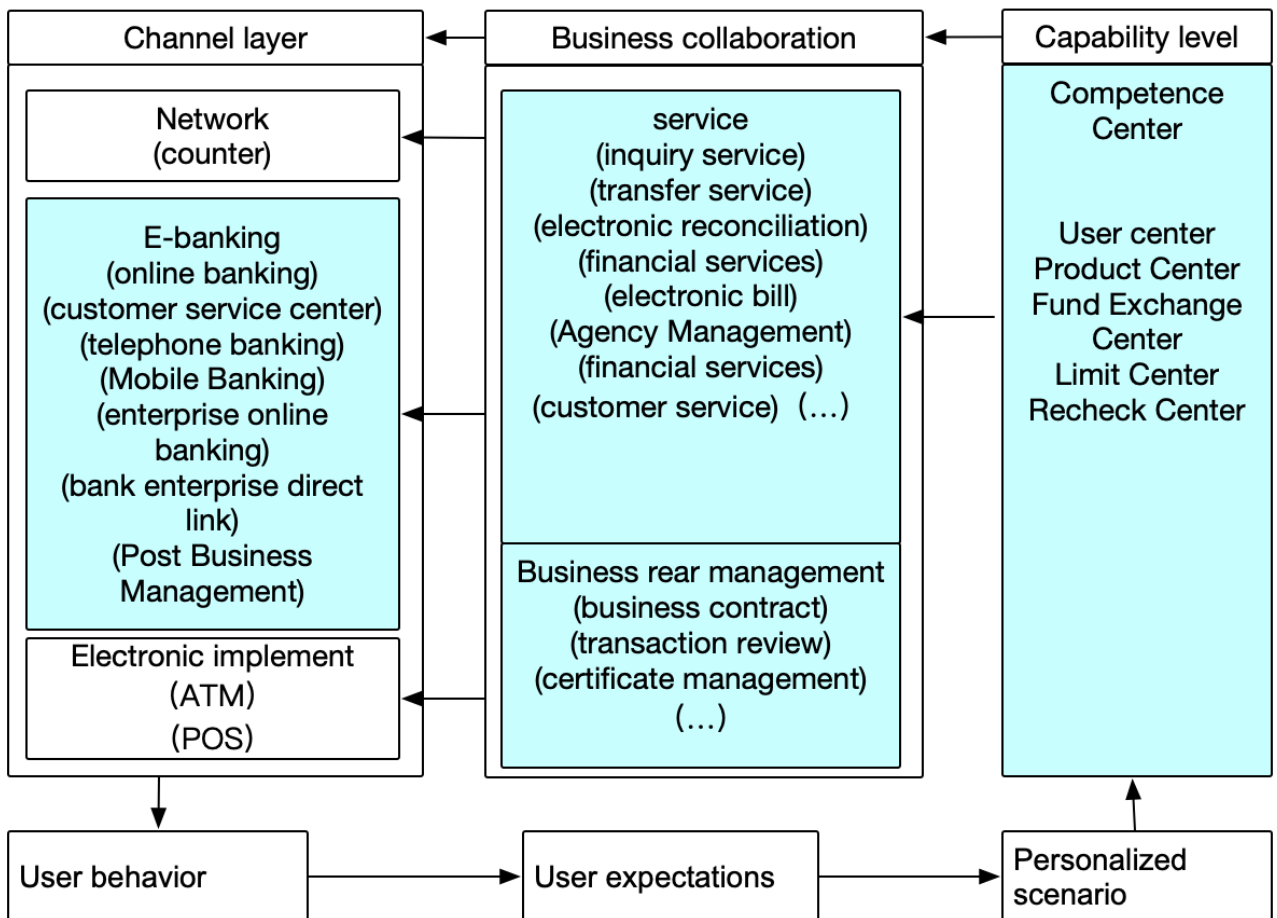 Channel layer
Business collaboration
Capability level
Network
(counter)
E-banking
(online banking)
(customer service center)
(telephone banking)
(Mobile Banking)
(enterprise online
banking)
(bank enterprise direct
link)
(Post Business
Management)
Electronic implement
(ATM)
(POS)
service
(inquiry service)
(transfer service)
(electronic reconciliation)
(financial services)
(electronic bill)
(Agency Management)
(financial services)
(customer service) (...)
Business rear management
(business contract)
(transaction review)
(certificate management)
(...)
Competence
Center
User center
Product Center
Fund Exchange
Center
Limit Center
Recheck Center
User behavior
User expectations
Personalized
scenario